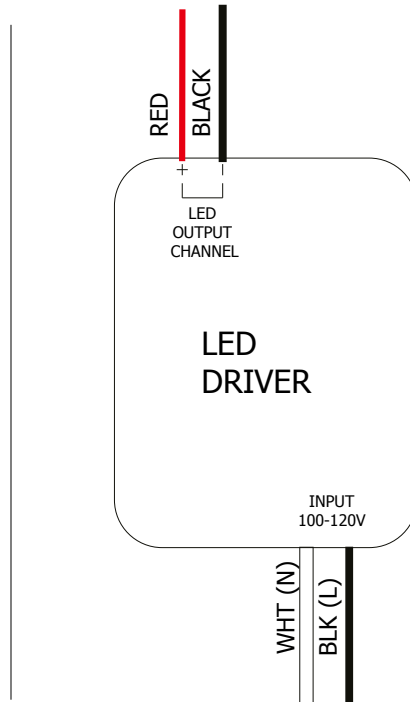 RED
BLACK
+ -
LED
OUTPUT
CHANNEL
LED
DRIVER
INPUT
100-120V
WHT (N)
BLK (L)